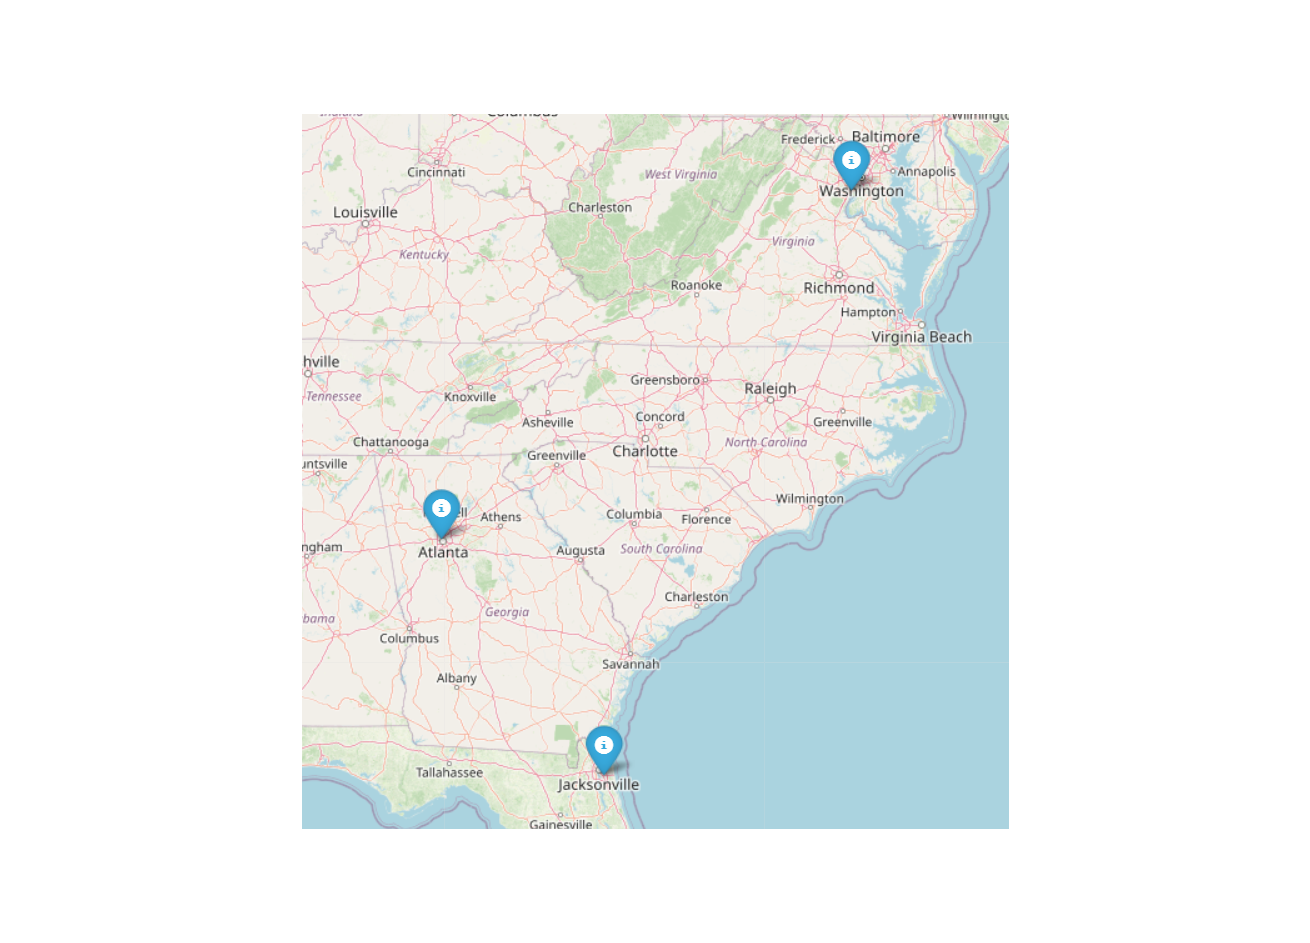 Columbus
Frederick
Baltimore
Cincinnati
West Virginia
Annapolis
Washington
Charleston
Louisville
Virginia
Kentucky
Roanoke
Richmond
Hampton
Virginia Beach
hville
Greensboro
Raleigh
Tennessee
Knoxville
Concord
Asheville
Greenville
Chattanooga
North Carolina
Charlotte
Greenville
untsville
Wilmington
i
ell
Athens
Columbia
Florence
ngham
Atlanta
Augusta
South Carolina
Charleston
Georgia
bama
Columbus
Savannah
Albany
i
Tallahassee
Jacksonville
Gainesville
i